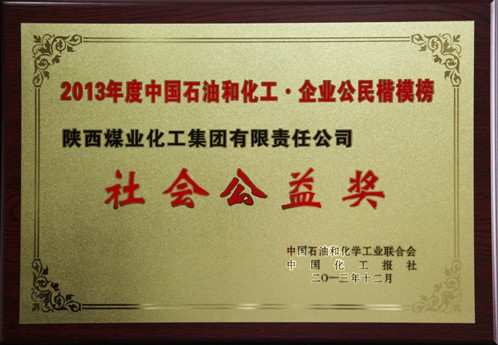 2013年度中国石油和化工·企业公民楷模榜
陕西煤业化工集团有限责任公司
社会公益奖
中国石油和化学工业联合会
中国化工报社
二〇一三年十二月